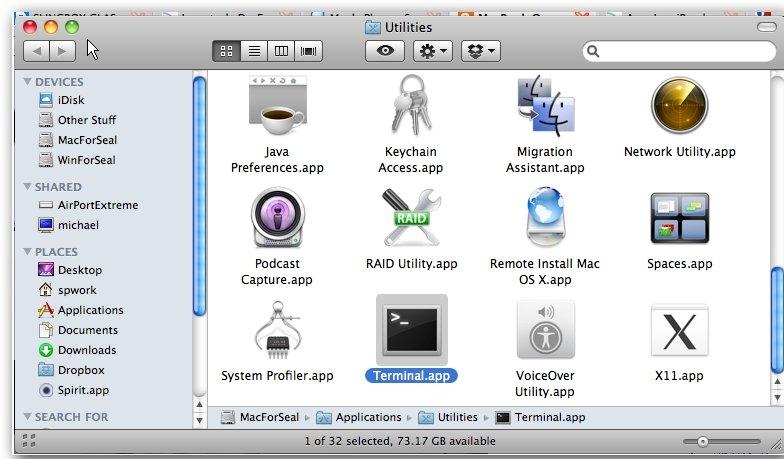 Utilities
DEVICES
iDisk
Other Stuff
MacForSeal
WinForSeal
SHARED
AirPortExtreme
michael
PLACES
Desktop
spwork
Applications
Documents
Downloads
Dropbox
Spirit.app
SEARCH FOR
Java
Preferences.app
Keychain
Access.app
Migration
Assistant.app
Network Utility.app
Podcast
Capture.app
RAID
RAID Utility.app
Remote Install Mac
OS X.app
Spaces.app
System Profiler.app
>_
Terminal.app
VoiceOver
Utility.app
X
X11.app
MacForSeal ▸ Applications ▸ Utilities ▸ Terminal.app
1 of 32 selected, 73.17 GB available